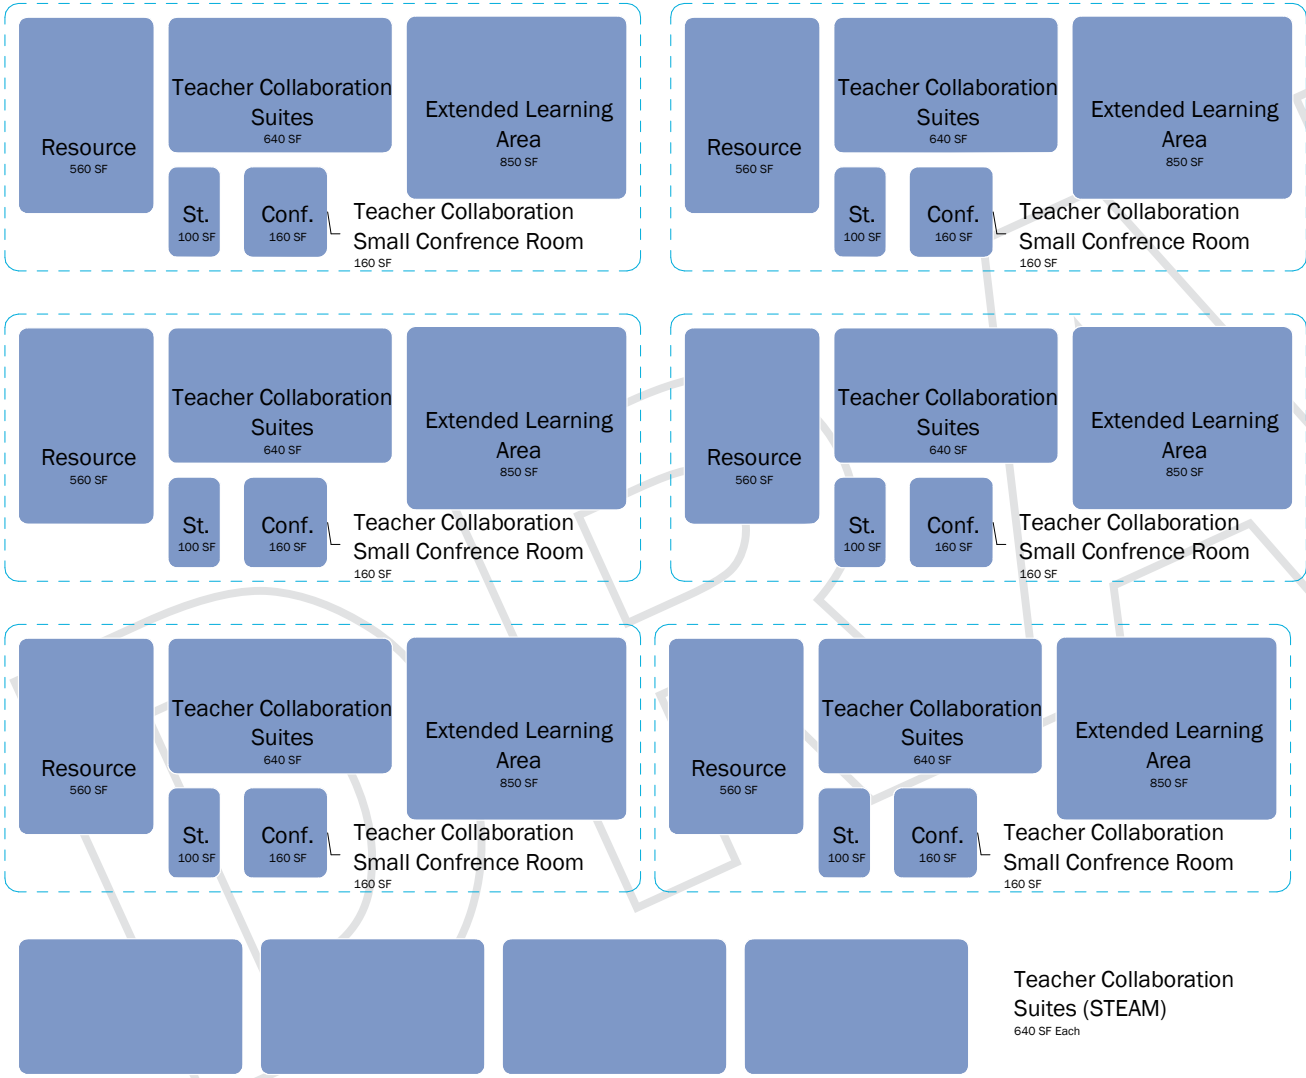 Resource
560 SF
Teacher Collaboration
Suites
640 SF
Extended Learning
Area
850 SF
St.
100 SF
Conf.
160 SF
Teacher Collaboration
Small Confrence Room
160 SF
Resource
560 SF
Teacher Collaboration
Suites
640 SF
Extended Learning
Area
850 SF
St.
100 SF
Conf.
160 SF
Teacher Collaboration
Small Confrence Room
160 SF
Resource
560 SF
Teacher Collaboration
Suites
640 SF
Extended Learning
Area
850 SF
St.
100 SF
Conf.
160 SF
Teacher Collaboration
Small Confrence Room
160 SF
Resource
560 SF
Teacher Collaboration
Suites
640 SF
Extended Learning
Area
850 SF
St.
100 SF
Conf.
160 SF
Teacher Collaboration
Small Confrence Room
160 SF
Resource
560 SF
Teacher Collaboration
Suites
640 SF
Extended Learning
Area
850 SF
St.
100 SF
Conf.
160 SF
Teacher Collaboration
Small Confrence Room
160 SF
Resource
560 SF
Teacher Collaboration
Suites
640 SF
Extended Learning
Area
850 SF
St.
100 SF
Conf.
160 SF
Teacher Collaboration
Small Confrence Room
160 SF
Teacher Collaboration
Suites (STEAM)
640 SF Each